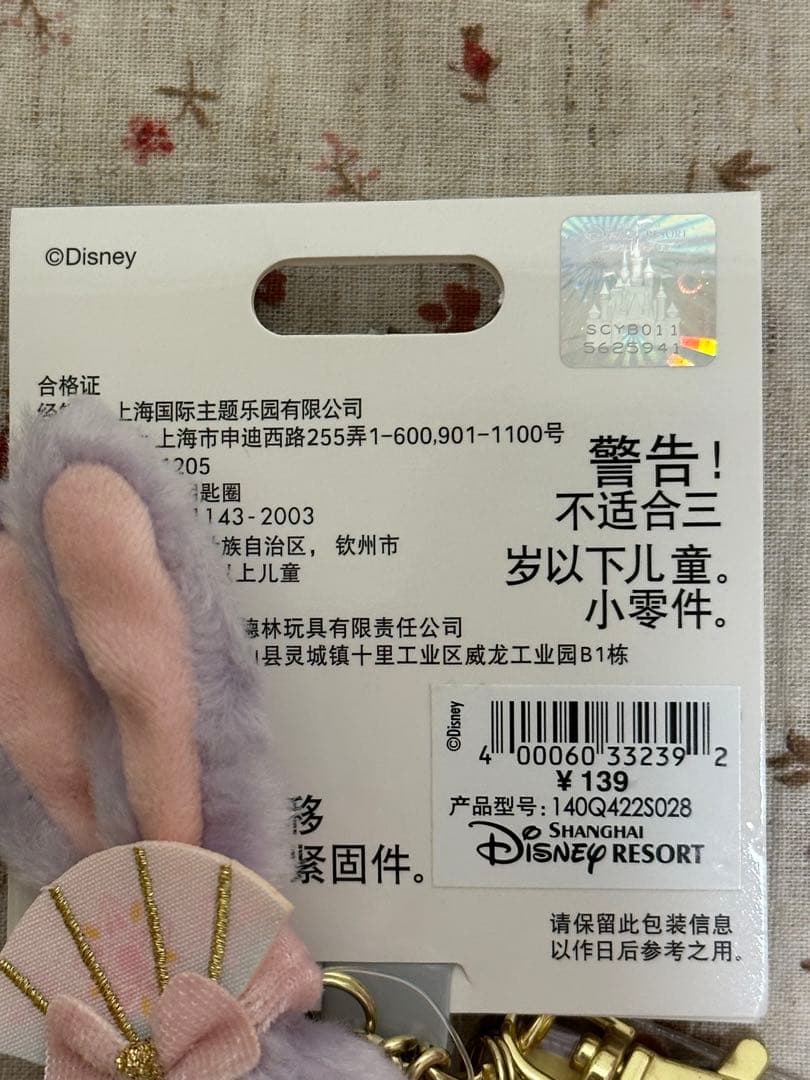 ©Disney
SCYB011
5625941
合格证
上海国际主题乐园有限公司
上海市申迪西路255弄1-600,901-1100号
1205
匙圈
1143-2003
族自治区，钦州市
上儿童
德林玩具有限责任公司
县灵城镇十里工业区威龙工业园B1栋
警告！
不适合三
岁以下儿童。
小零件。
移
紧固件。
©Disney
4 00060 33239 2
¥ 139
产品型号: 140Q422S028
SHANGHAI
DISNEY RESORT
请保留此包装信息
以作日后参考之用。